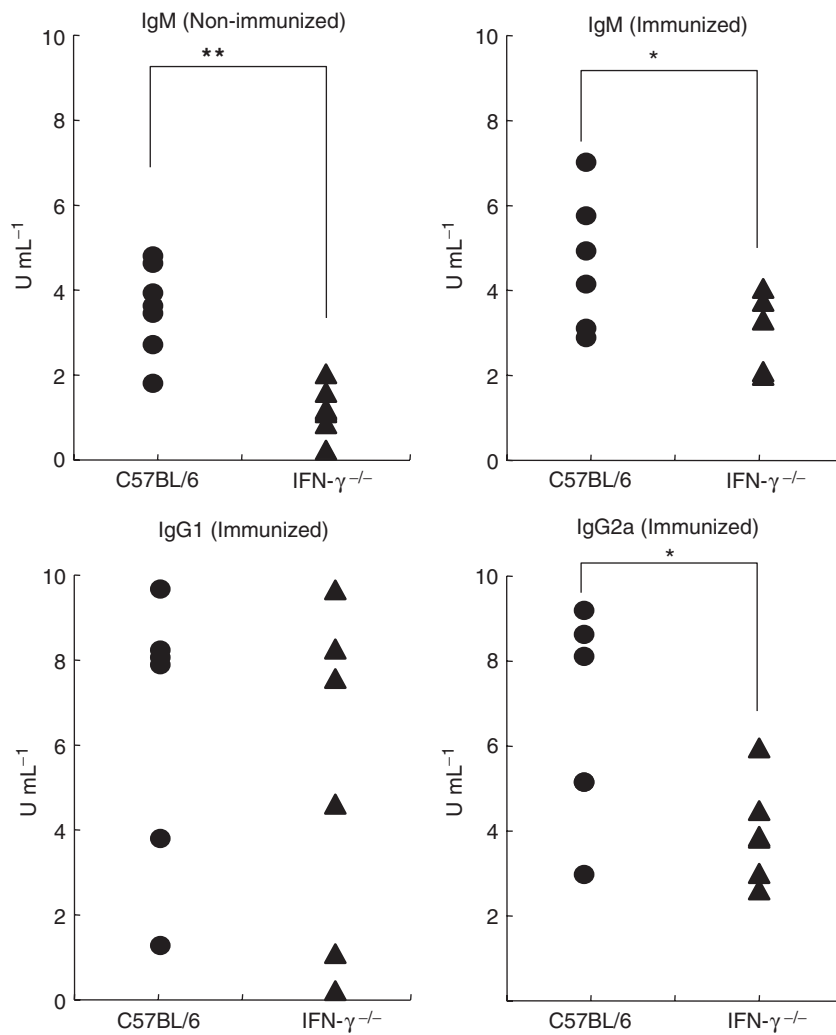 IgM (Non-immunized)
10
8
6
4
2
0
U mL⁻¹
**
C57BL/6
IFN-γ⁻/⁻
IgM (Immunized)
10
8
6
4
2
0
U mL⁻¹
*
C57BL/6
IFN-γ⁻/⁻
IgG1 (Immunized)
10
8
6
4
2
0
U mL⁻¹
C57BL/6
IFN-γ⁻/⁻
IgG2a (Immunized)
10
8
6
4
2
U mL⁻¹
*
C57BL/6
IFN-γ⁻/⁻